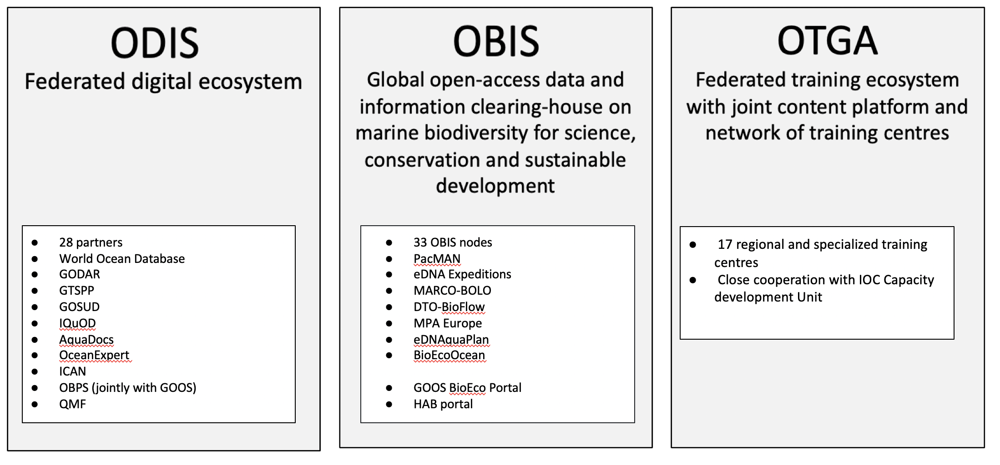 ODIS
Federated digital ecosystem
● 28 partners
● World Ocean Database
● GODAR
● GTSPP
● GOSUD
● IQuOD
● AquaDocs
● OceanExpert
● ICAN
● OBPS (jointly with GOOS)
● QMF
OBIS
Global open-access data and
information clearing-house on
marine biodiversity for science,
conservation and sustainable
development
● 33 OBIS nodes
● PacMAN
● eDNA Expeditions
● MARCO-BOLO
● DTO-BioFlow
● MPA Europe
● eDNAquaPlan
● BioEcoOcean
● GOOS BioEco Portal
● HAB portal
OTGA
Federated training ecosystem
with joint content platform and
network of training centres
● 17 regional and specialized training
centres
● Close cooperation with IOC Capacity
development Unit